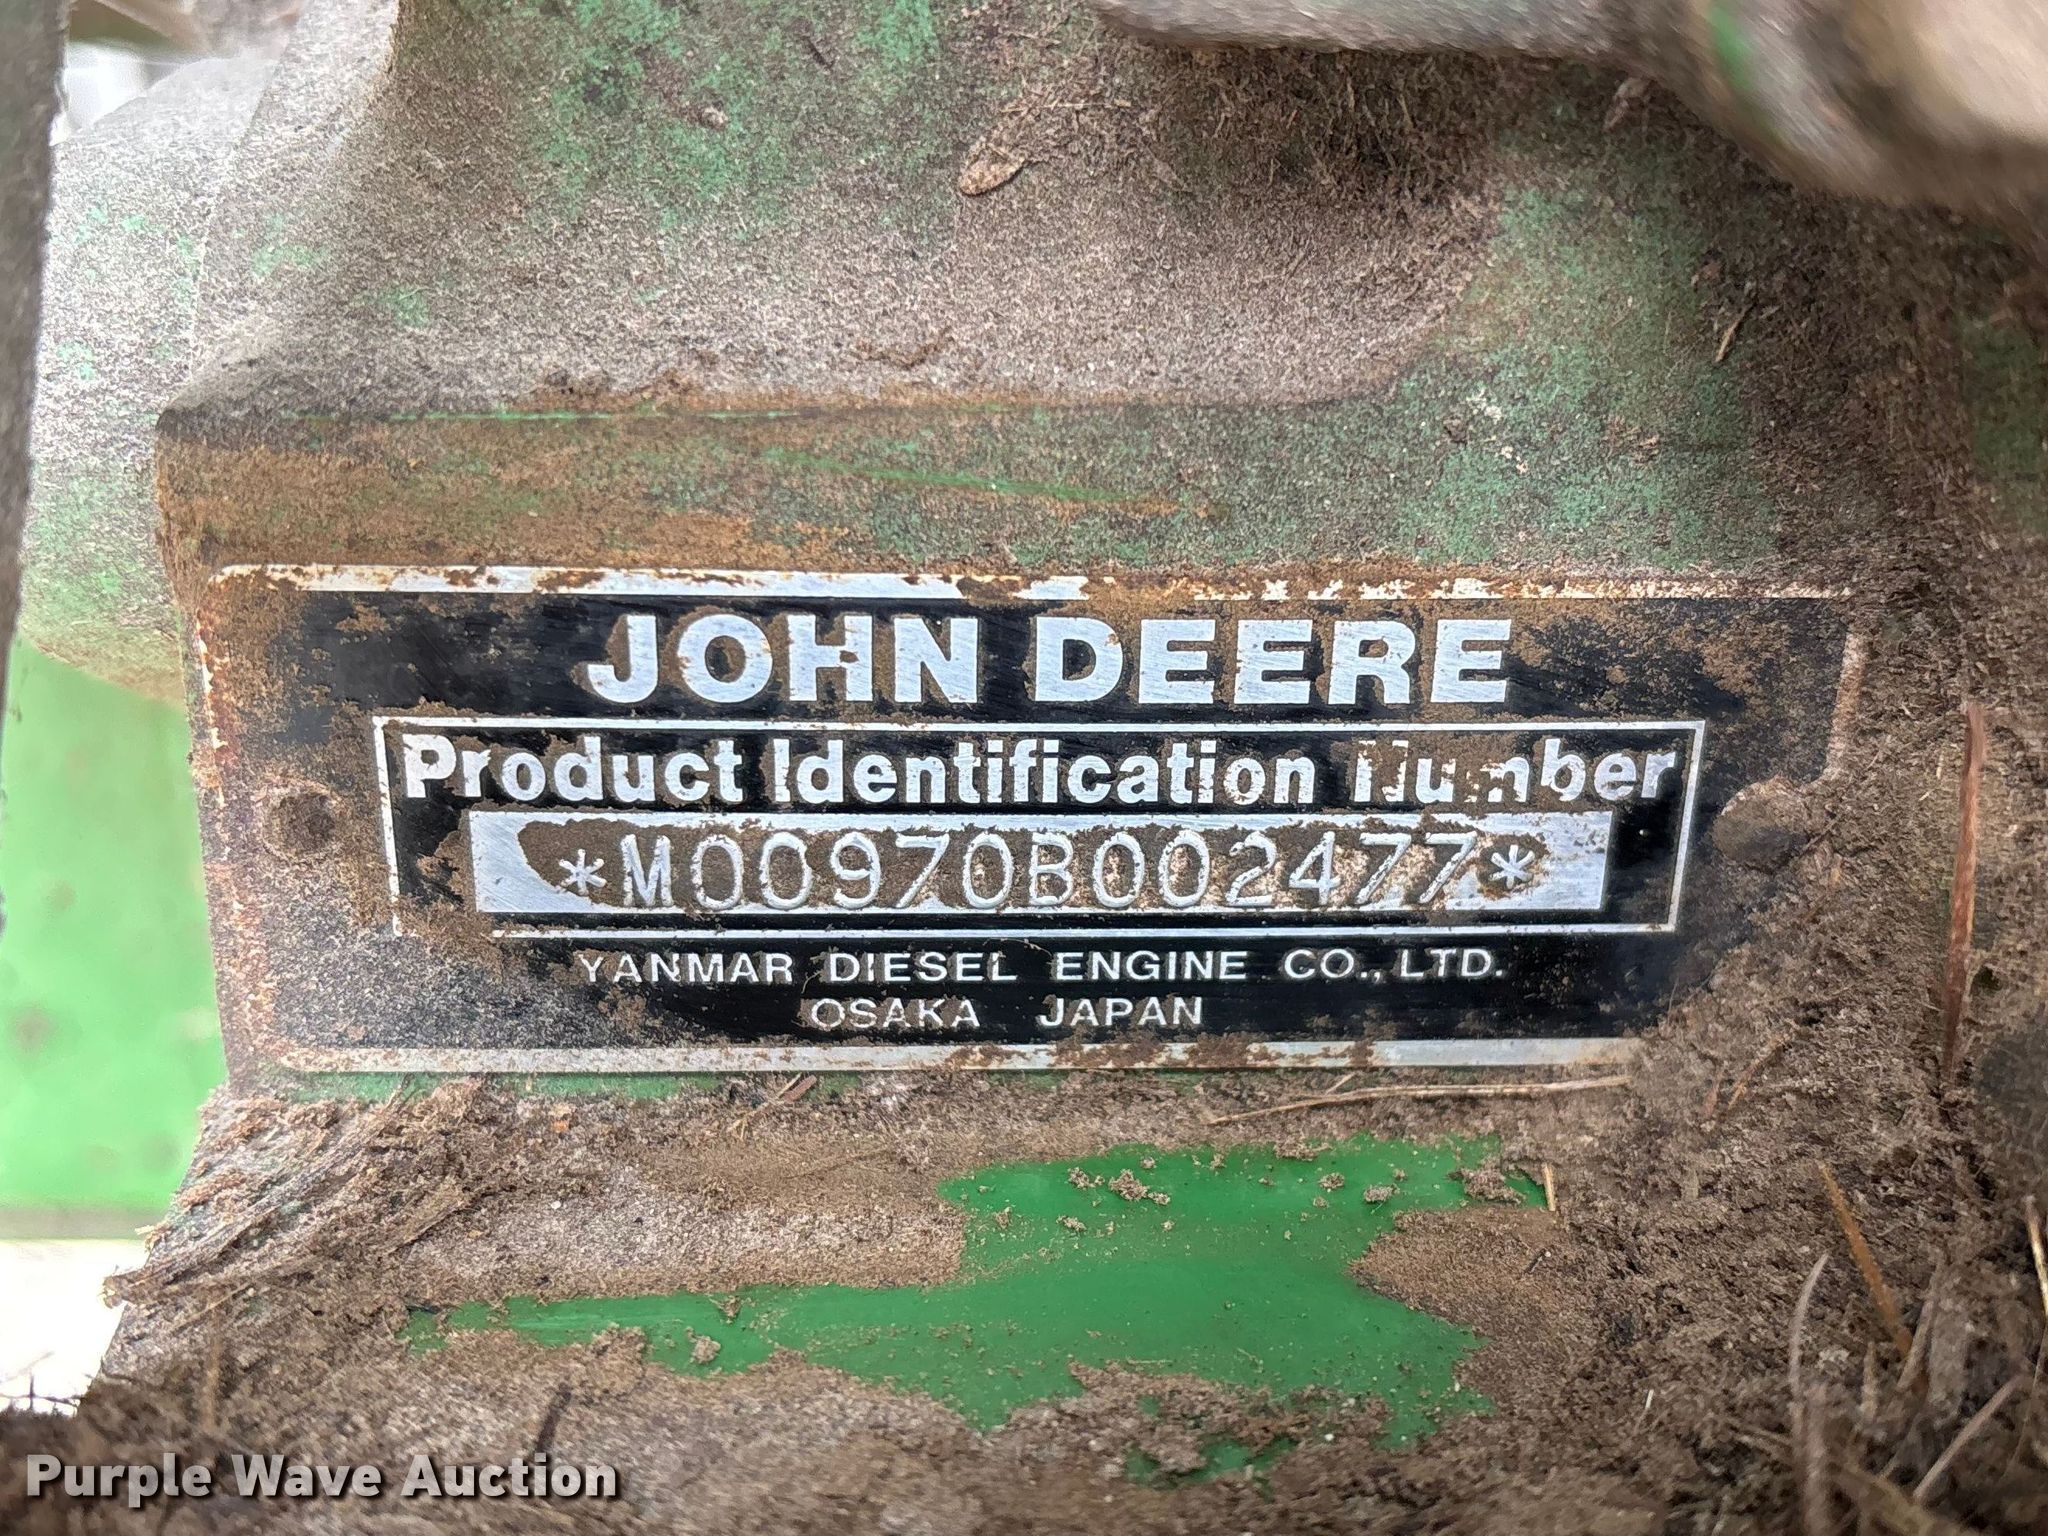 JOHN DEERE
Product Identification Number
*M00970B002477*
YANMAR DIESEL ENGINE CO., LTD.
OSAKA JAPAN
Purple Wave Auction